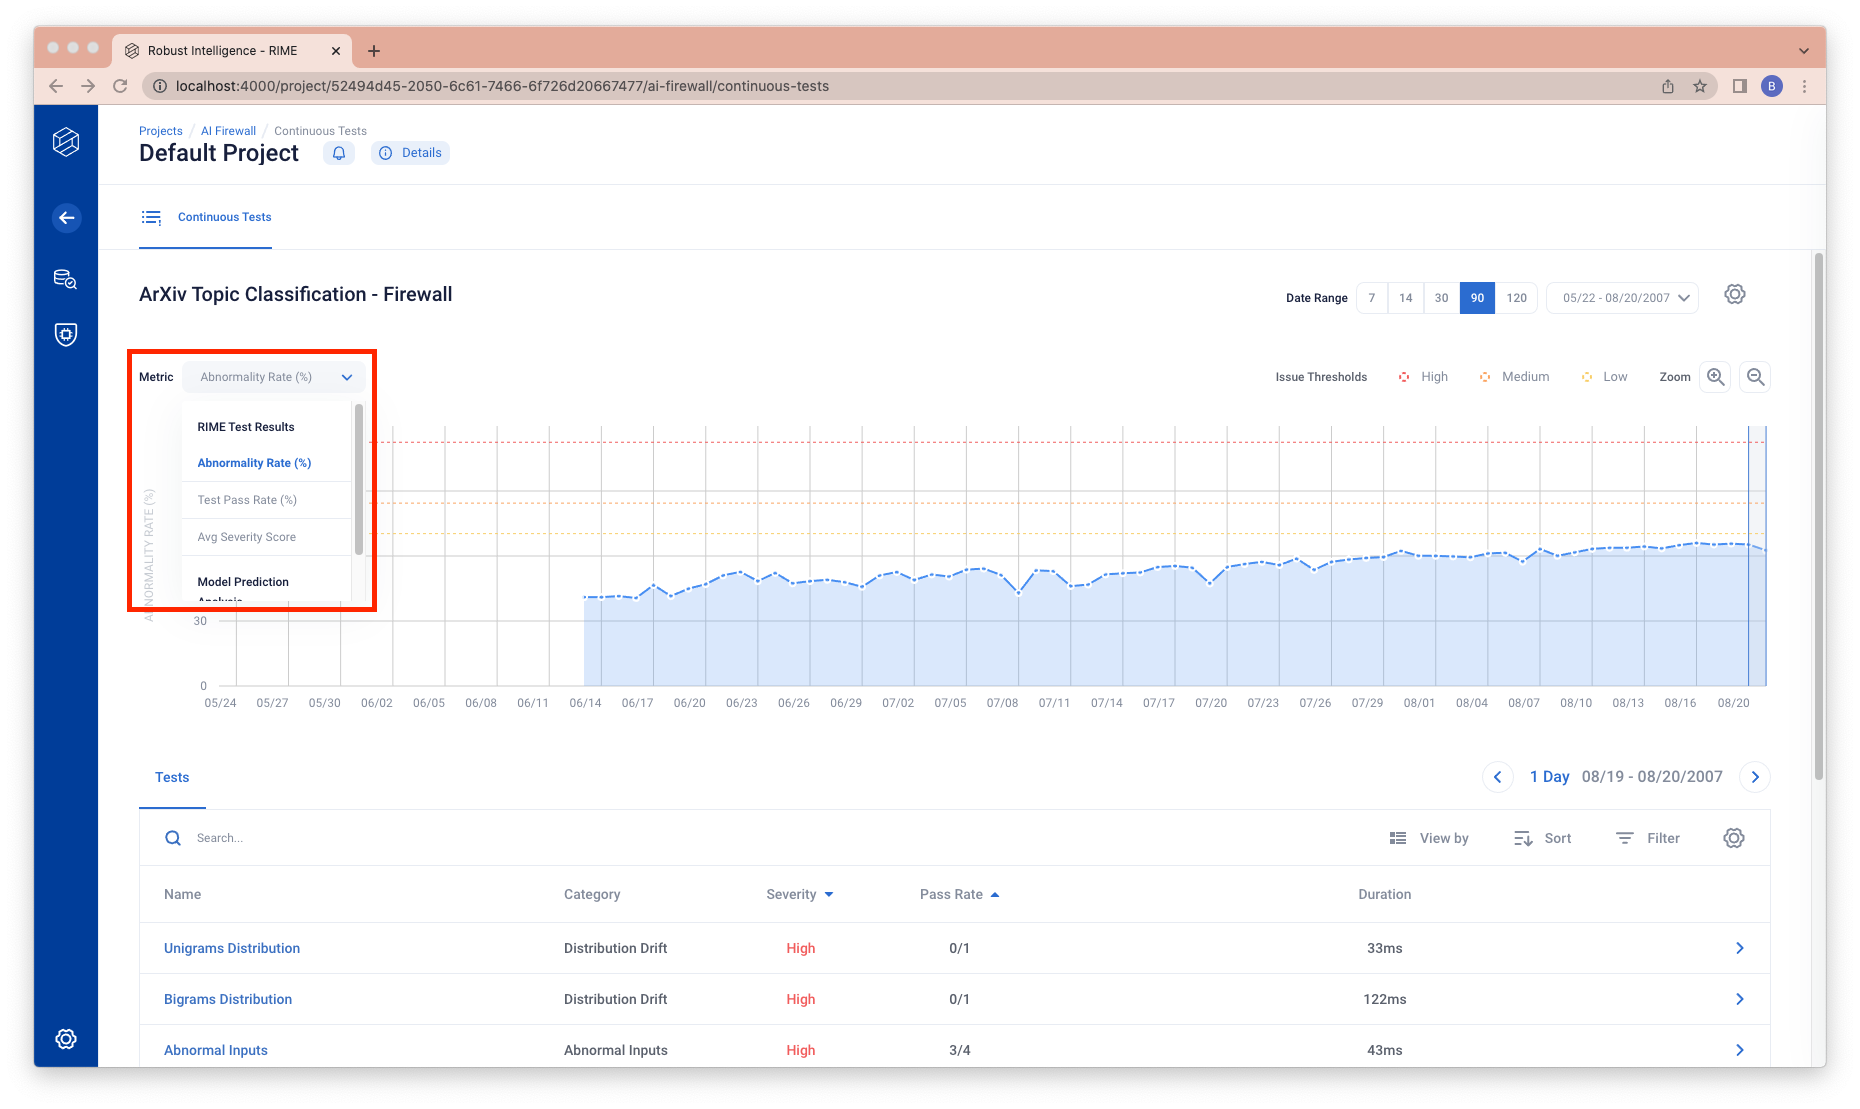 Robust Intelligence - RIME
localhost:4000/project/52494d45-2050-6c61-7466-6f726d20667477/ai-firewall/continuous-tests
B
Projects / AI Firewall / Continuous Tests
Default Project Details
Continuous Tests
ArXiv Topic Classification - Firewall
Date Range 7 14 30 90 120 05/22 - 08/20/2007
Metric Abnormality Rate (%)
Issue Thresholds High Medium Low Zoom
RIME Test Results
Abnormality Rate (%)
Test Pass Rate (%)
Avg Severity Score
Model Prediction
Analysis
ABNORMALITY RATE (%)
30
0
05/24 05/27 05/30 06/02 06/05 06/08 06/11 06/14 06/17 06/20 06/23 06/26 06/29 07/02 07/05 07/08 07/11 07/14 07/17 07/20 07/23 07/26 07/29 08/01 08/04 08/07 08/10 08/13 08/16 08/20
Tests
1 Day 08/19 - 08/20/2007
Search...
View by Sort Filter
Name Category Severity Pass Rate Duration
Unigrams Distribution Distribution Drift High 0/1 33ms
Bigrams Distribution Distribution Drift High 0/1 122ms
Abnormal Inputs Abnormal Inputs High 3/4 43ms